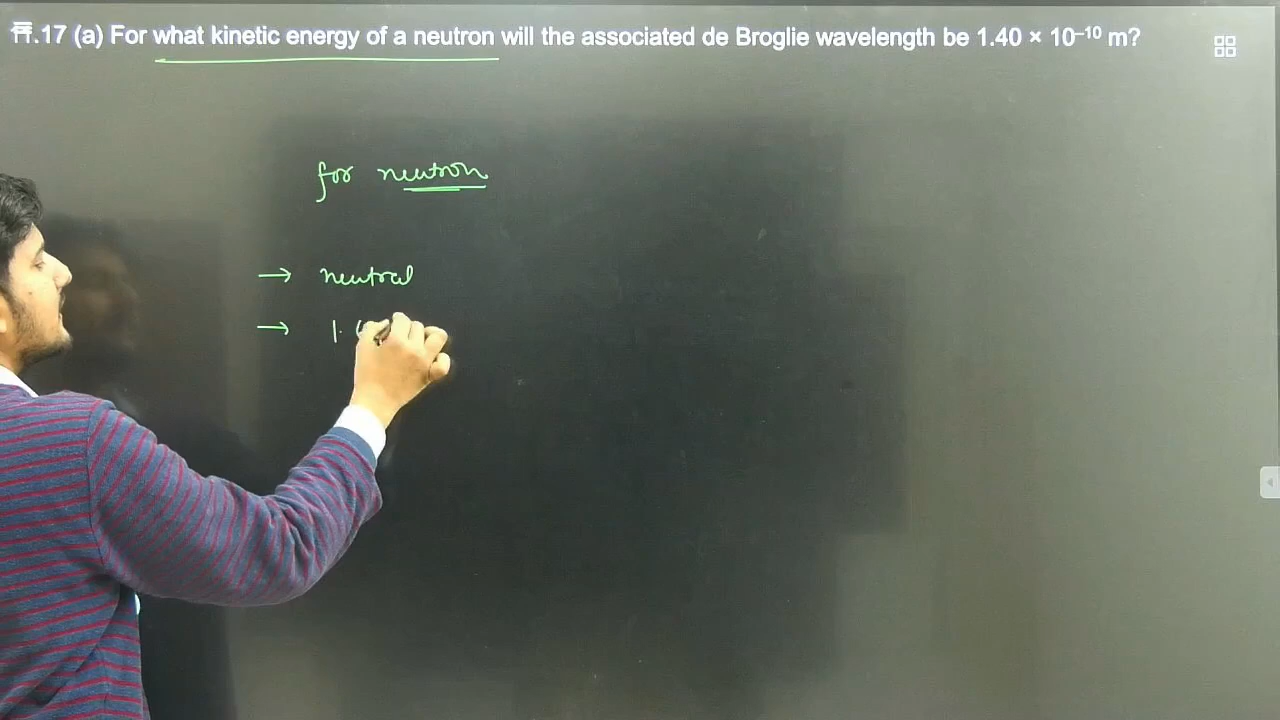 11.17 (a) For what kinetic energy of a neutron will the associated de Broglie wavelength be 1.40 × 10⁻¹⁰ m?
for neutron
→ neutral
→ 1.